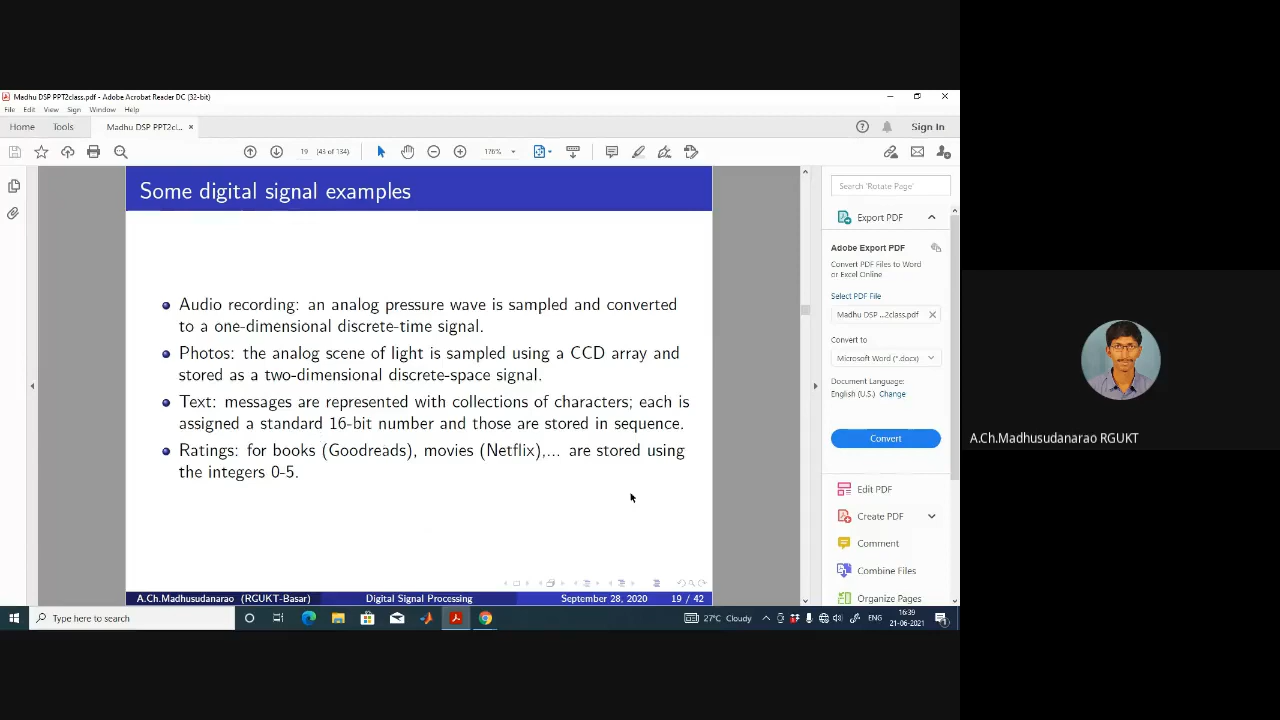 Madhu DSP PPT2class.pdf - Adobe Acrobat Reader DC (32-bit)
File Edit View Sign Window Help
Home Tools Madhu DSP PPT2cl... × Sign In
19 (43 of 134) 176%
Some digital signal examples
Audio recording: an analog pressure wave is sampled and converted
to a one-dimensional discrete-time signal.
Photos: the analog scene of light is sampled using a CCD array and
stored as a two-dimensional discrete-space signal.
Text: messages are represented with collections of characters; each is
assigned a standard 16-bit number and those are stored in sequence.
Ratings: for books (Goodreads), movies (Netflix),... are stored using
the integers 0-5.
A.Ch.Madhusudanarao (RGUKT-Basar) Digital Signal Processing September 28, 2020 19 / 42
Search 'Rotate Page'
Export PDF
Adobe Export PDF
Convert PDF Files to Word
or Excel Online
Select PDF File
Madhu DSP ...2class.pdf
Convert to
Microsoft Word (*.docx)
Document Language:
English (U.S.) Change
Convert
Edit PDF
Create PDF
Comment
Combine Files
Organize Pages
A.Ch.Madhusudanarao RGUKT
Type here to search
27°C Cloudy ENG 16:39
21-06-2021